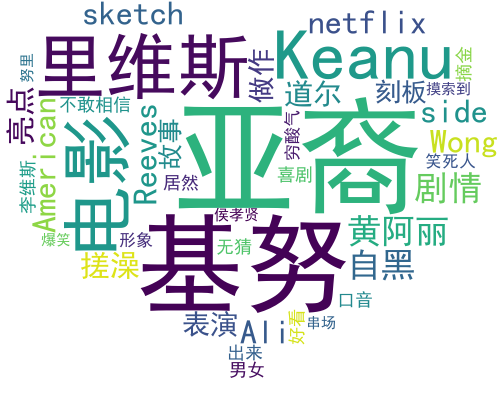 sketch
netflix
里维斯
Keanu
做作
摘金
努里
亮点
不敢相信
道尔
刻板
摸索到
American
电影
Reeves
故事
亚裔
穷酸气
side
Wong
笑死人
李维斯
居然
喜剧
剧情
侯孝贤
黄阿丽
爆笑
形象
无猜
基努
搓澡
自黑
口音
表演
Ali
好看
串场
出来
男女